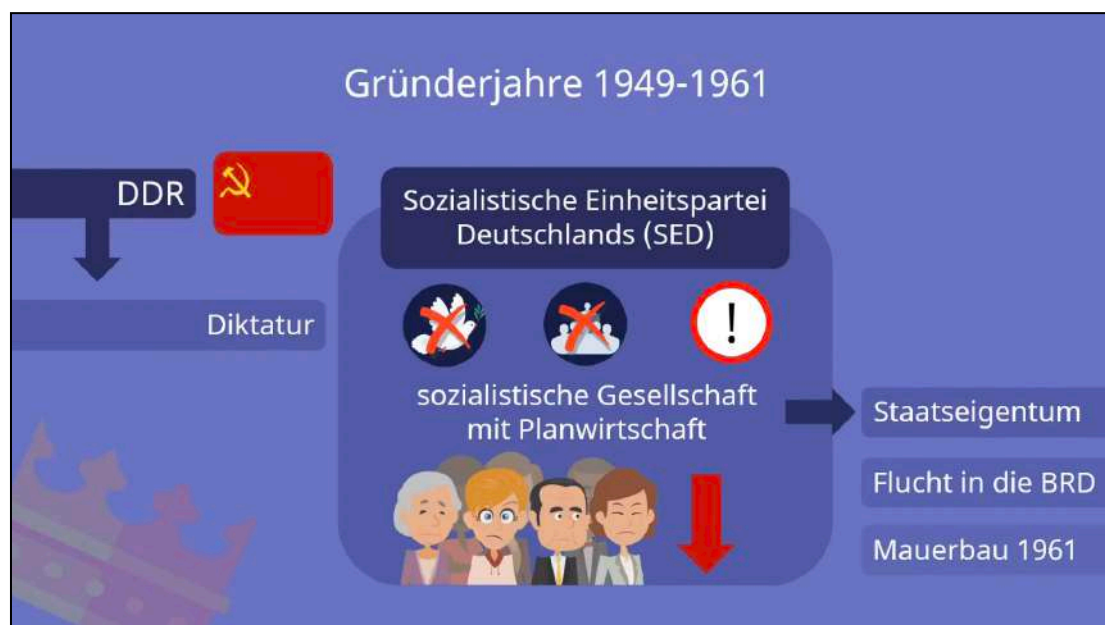 Gründerjahre 1949-1961
DDR
Diktatur
Sozialistische Einheitspartei
Deutschlands (SED)
!
sozialistische Gesellschaft
mit Planwirtschaft
Staatseigentum
Flucht in die BRD
Mauerbau 1961